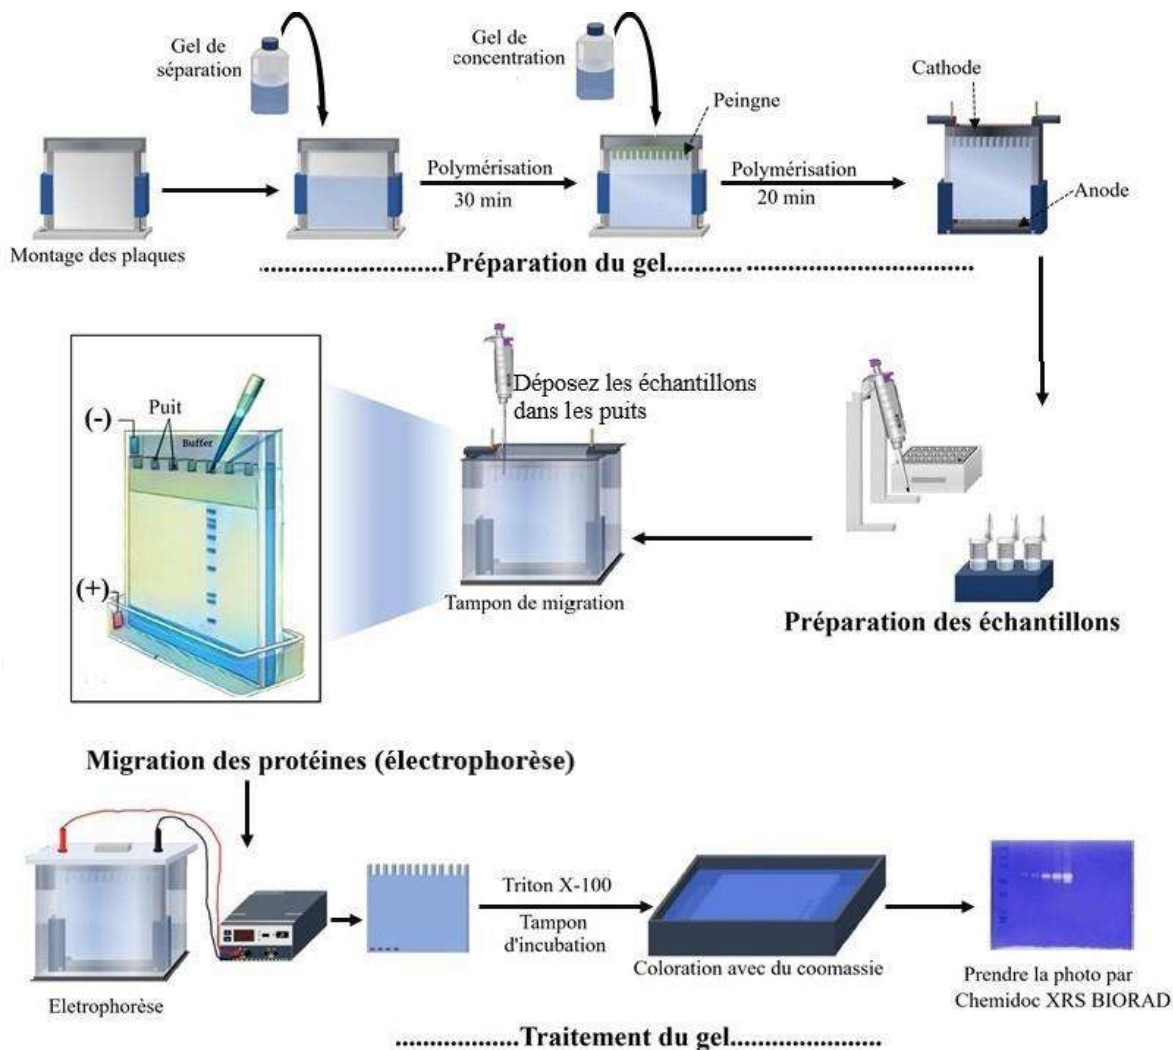 Gel de
séparation
Gel de
concentration
Peingne
Cathode
Polymérisation
30 min
Polymérisation
20 min
Anode
Montage des plaques
.....................Préparation du gel......... ..........................
(-)
Puit
Buffer
(+)
Déposez les échantillons
dans les puits
Tampon de migration
Préparation des échantillons
Migration des protéines (électrophorèse)
Eletrophorèse
Triton X-100
Tampon
d'incubation
Coloration avec du coomassie
Prendre la photo par
Chemidoc XRS BIORAD
.................Traitement du gel.....................